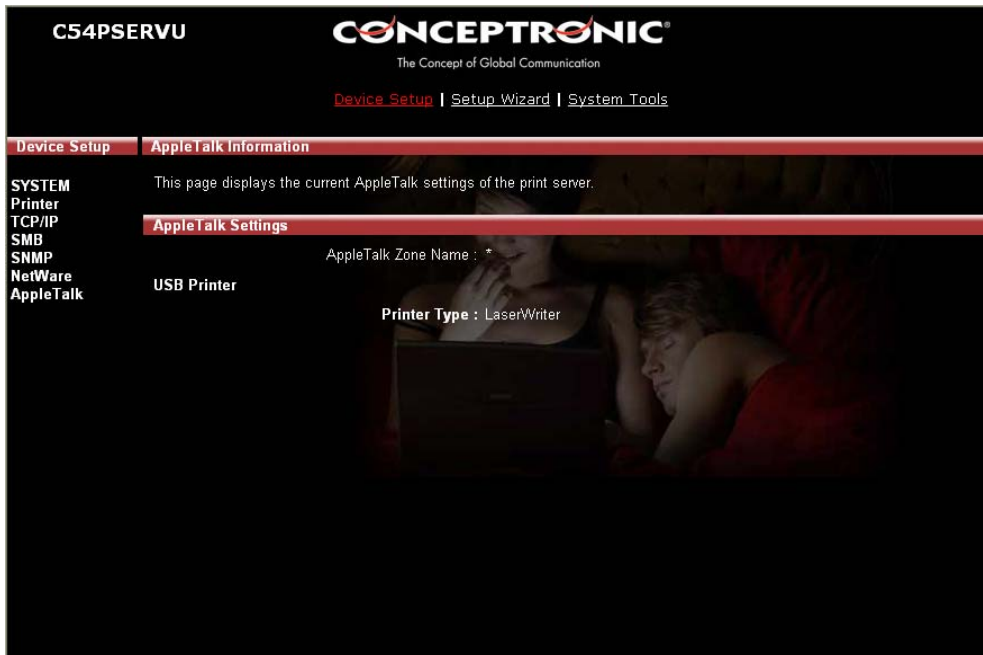 C54PSERVU
CONCEPTRONIC®
The Concept of Global Communication
Device Setup | Setup Wizard | System Tools
Device Setup
SYSTEM
Printer
TCP/IP
SMB
SNMP
NetWare
AppleTalk
AppleTalk Information
This page displays the current AppleTalk settings of the print server.
AppleTalk Settings
AppleTalk Zone Name : *
USB Printer
Printer Type : LaserWriter